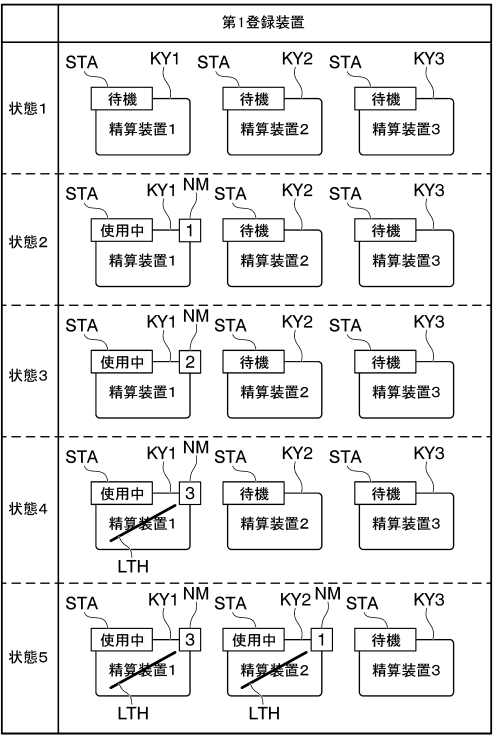 第1登録装置
STA KY1 STA KY2 STA KY3
状態1 待機 待機 待機
精算装置1 精算装置2 精算装置3
STA KY1 NM STA KY2 STA KY3
状態2 使用中 1 待機 待機
精算装置1 精算装置2 精算装置3
STA KY1 NM STA KY2 STA KY3
状態3 使用中 2 待機 待機
精算装置1 精算装置2 精算装置3
STA KY1 NM STA KY2 STA KY3
状態4 使用中 3 待機 待機
精算装置1 精算装置2 精算装置3
LTH
STA KY1 NM STA KY2 NM STA KY3
状態5 使用中 3 使用中 1 待機
精算装置1 精算装置2 精算装置3
LTH LTH